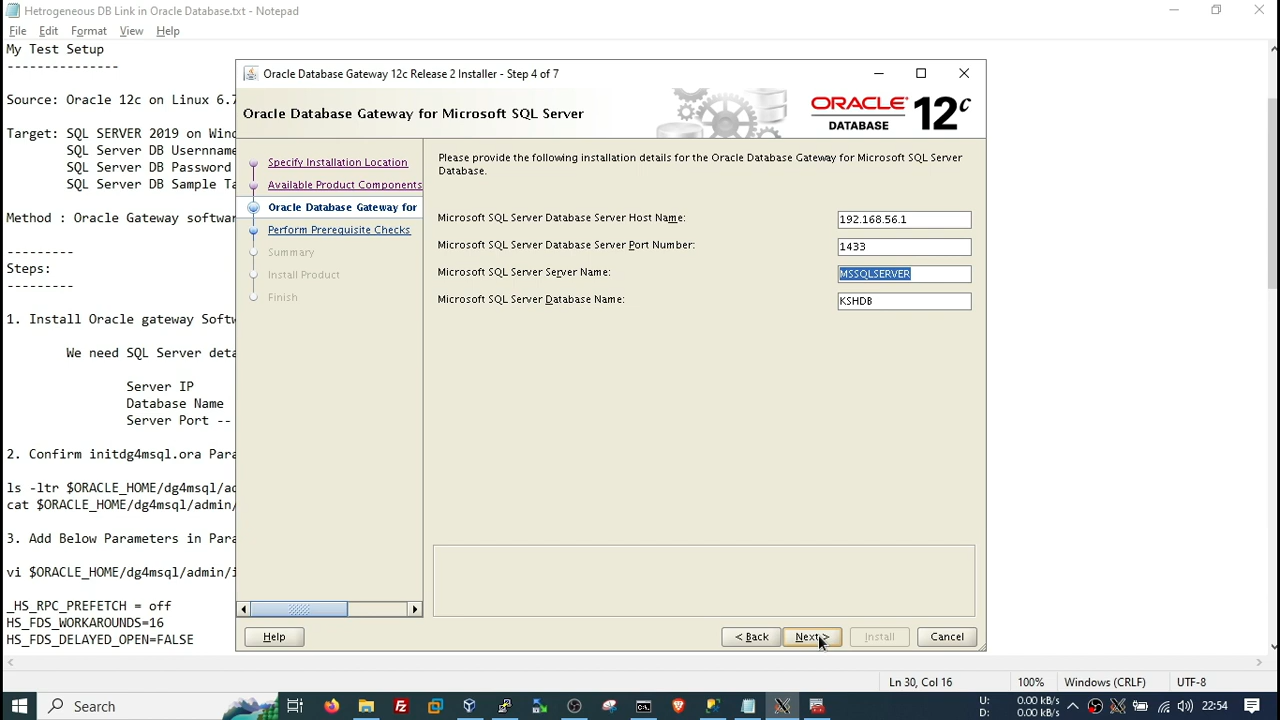 Hetrogeneous DB Link in Oracle Database.txt - Notepad
File Edit Format View Help
My Test Setup
---------------
Source: Oracle 12c on Linux 6.7
Target: SQL SERVER 2019 on Wind
SQL Server DB Username
SQL Server DB Password
SQL Server DB Sample Ta
Method : Oracle Gateway softwar
---------
Steps:
---------
1. Install Oracle gateway Softw
We need SQL Server deta
Server IP
Database Name
Server Port --
2. Confirm initdg4msql.ora Para
ls -ltr $ORACLE_HOME/dg4msql/ad
cat $ORACLE_HOME/dg4msql/admin/
3. Add Below Parameters in Para
vi $ORACLE_HOME/dg4msql/admin/i
_HS_RPC_PREFETCH = off
HS_FDS_WORKAROUNDS=16
HS_FDS_DELAYED_OPEN=FALSE
Oracle Database Gateway 12c Release 2 Installer - Step 4 of 7
Oracle Database Gateway for Microsoft SQL Server
ORACLE DATABASE 12c
Specify Installation Location
Available Product Components
Oracle Database Gateway for
Perform Prerequisite Checks
Summary
Install Product
Finish
Please provide the following installation details for the Oracle Database Gateway for Microsoft SQL Server
Database.
Microsoft SQL Server Database Server Host Name: 192.168.56.1
Microsoft SQL Server Database Server Port Number: 1433
Microsoft SQL Server Server Name: MSSQLSERVER
Microsoft SQL Server Database Name: KSHDB
Help < Back Next > Install Cancel
Ln 30, Col 16 100% Windows (CRLF) UTF-8
Search U: 0.00 kB/s
D: 0.00 kB/s 22:54